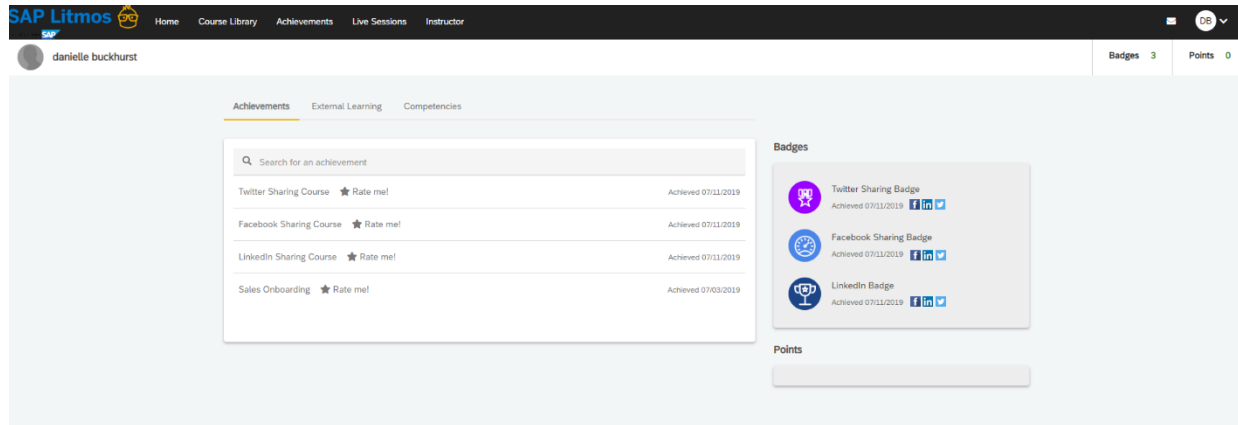 SAP Litmos
Home Course Library Achievements Live Sessions Instructor
DB
SAP
danielle buckhurst
Badges 3 Points 0
Achievements External Learning Competencies
Search for an achievement
Twitter Sharing Course Rate me! Achieved 07/11/2019
Facebook Sharing Course Rate me! Achieved 07/11/2019
LinkedIn Sharing Course Rate me! Achieved 07/11/2019
Sales Onboarding Rate me! Achieved 07/03/2019
Badges
Twitter Sharing Badge
Achieved 07/11/2019
Facebook Sharing Badge
Achieved 07/11/2019
LinkedIn Badge
Achieved 07/11/2019
Points